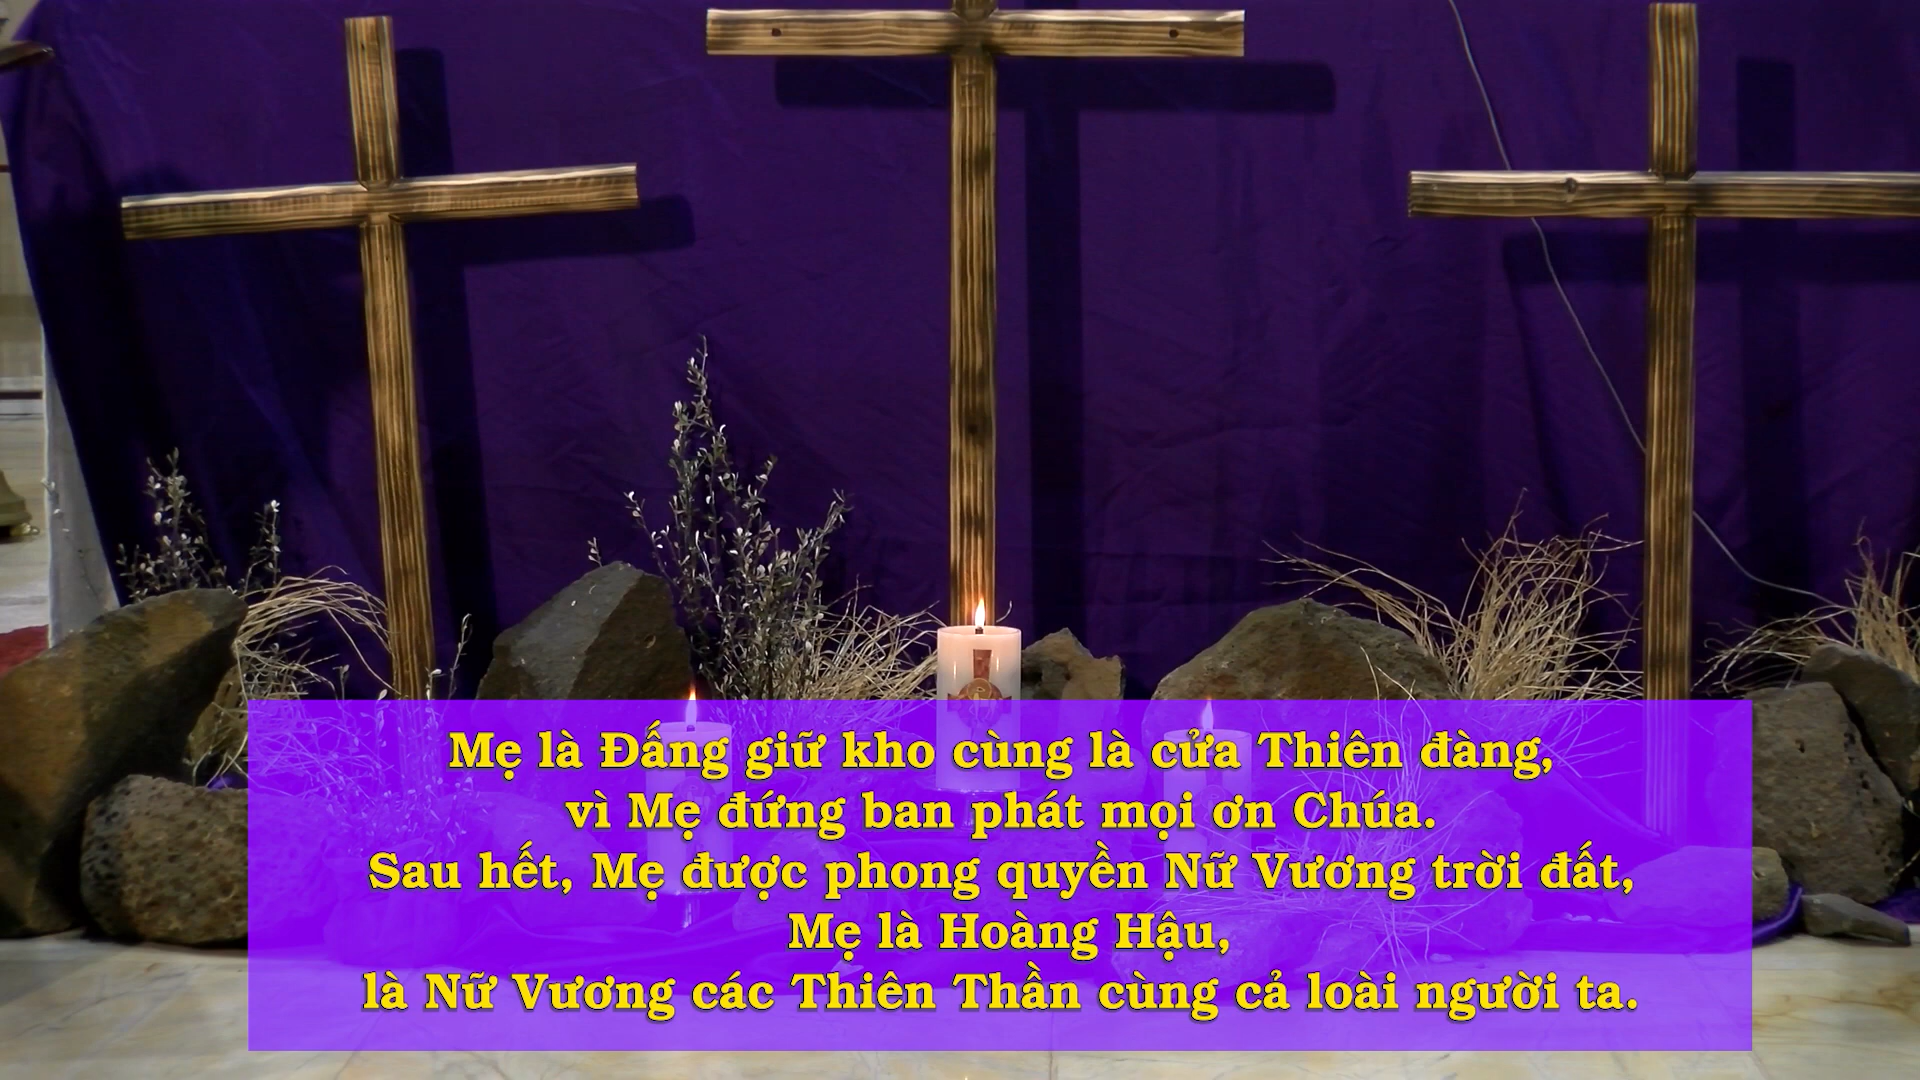 Mẹ là Đấng giữ kho cùng là cửa Thiên đàng,
vì Mẹ đứng ban phát mọi ơn Chúa.
Sau hết, Mẹ được phong quyền Nữ Vương trời đất,
Mẹ là Hoàng Hậu,
là Nữ Vương các Thiên Thần cùng cả loài người ta.